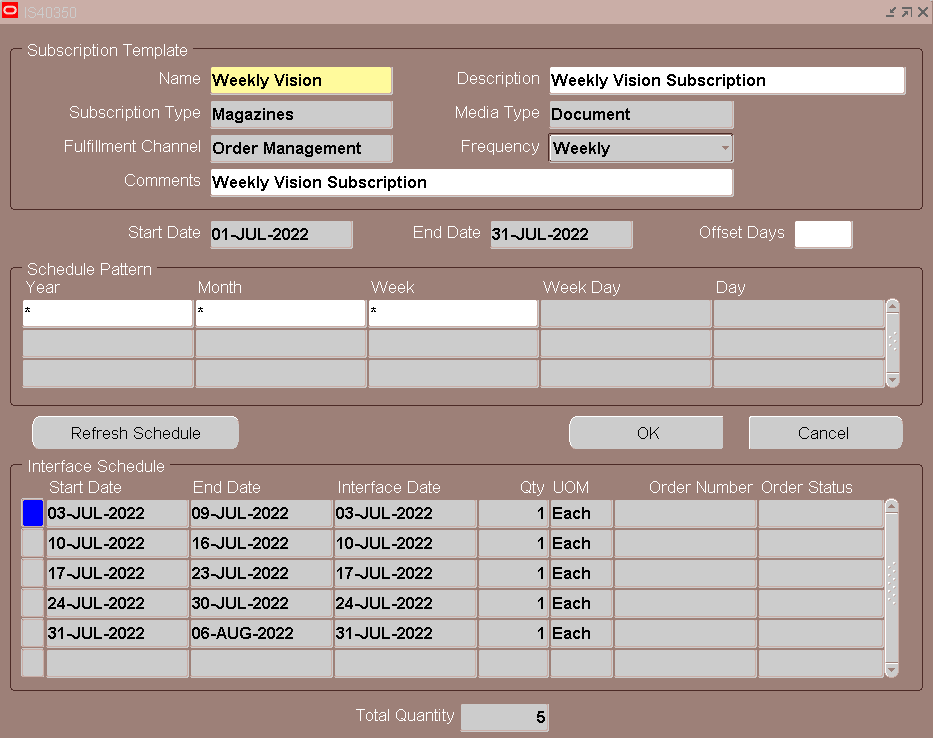 IS40350
Subscription Template
Name Weekly Vision Description Weekly Vision Subscription
Subscription Type Magazines Media Type Document
Fulfillment Channel Order Management Frequency Weekly
Comments Weekly Vision Subscription
Start Date 01-JUL-2022 End Date 31-JUL-2022 Offset Days
Schedule Pattern
Year Month Week Week Day Day
* * *
Refresh Schedule OK Cancel
Interface Schedule
Start Date End Date Interface Date Qty UOM Order Number Order Status
03-JUL-2022 09-JUL-2022 03-JUL-2022 1 Each
10-JUL-2022 16-JUL-2022 10-JUL-2022 1 Each
17-JUL-2022 23-JUL-2022 17-JUL-2022 1 Each
24-JUL-2022 30-JUL-2022 24-JUL-2022 1 Each
31-JUL-2022 06-AUG-2022 31-JUL-2022 1 Each
Total Quantity 5